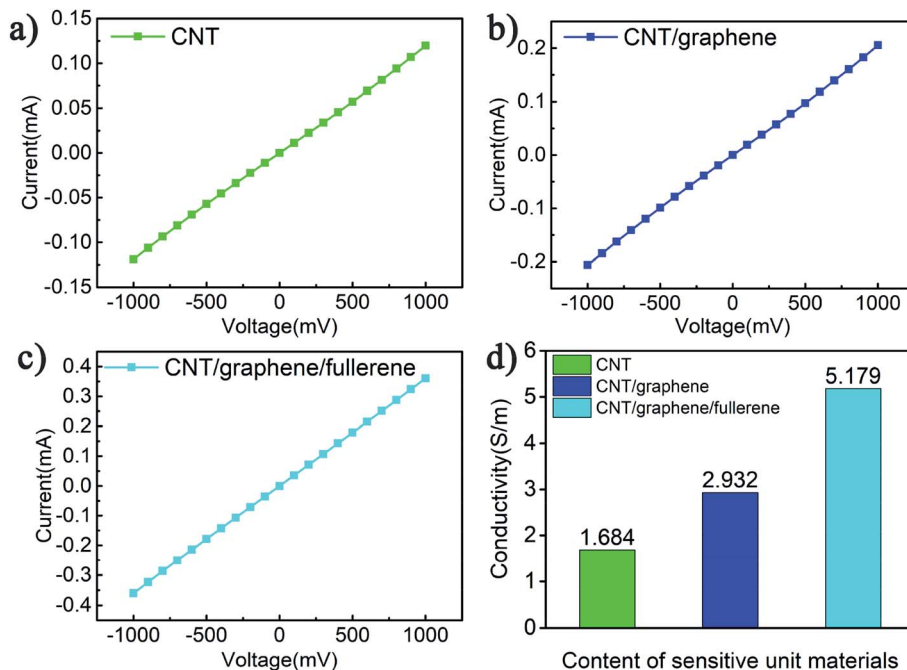 a)
CNT
0.15
0.10
0.05
0.00
-0.05
-0.10
-0.15
Current(mA)
-1000 -500 0 500 1000
Voltage(mV)
b)
CNT/graphene
0.2
0.1
0.0
-0.1
-0.2
Current(mA)
-1000 -500 0 500 1000
Voltage(mV)
c)
CNT/graphene/fullerene
0.4
0.3
0.2
0.1
0.0
-0.1
-0.2
-0.3
-0.4
Current(mA)
-1000 -500 0 500 1000
Voltage(mV)
d)
CNT
CNT/graphene
CNT/graphene/fullerene
6
5
4
3
2
1
0
Conductivity(S/m)
1.684
2.932
5.179
Content of sensitive unit materials